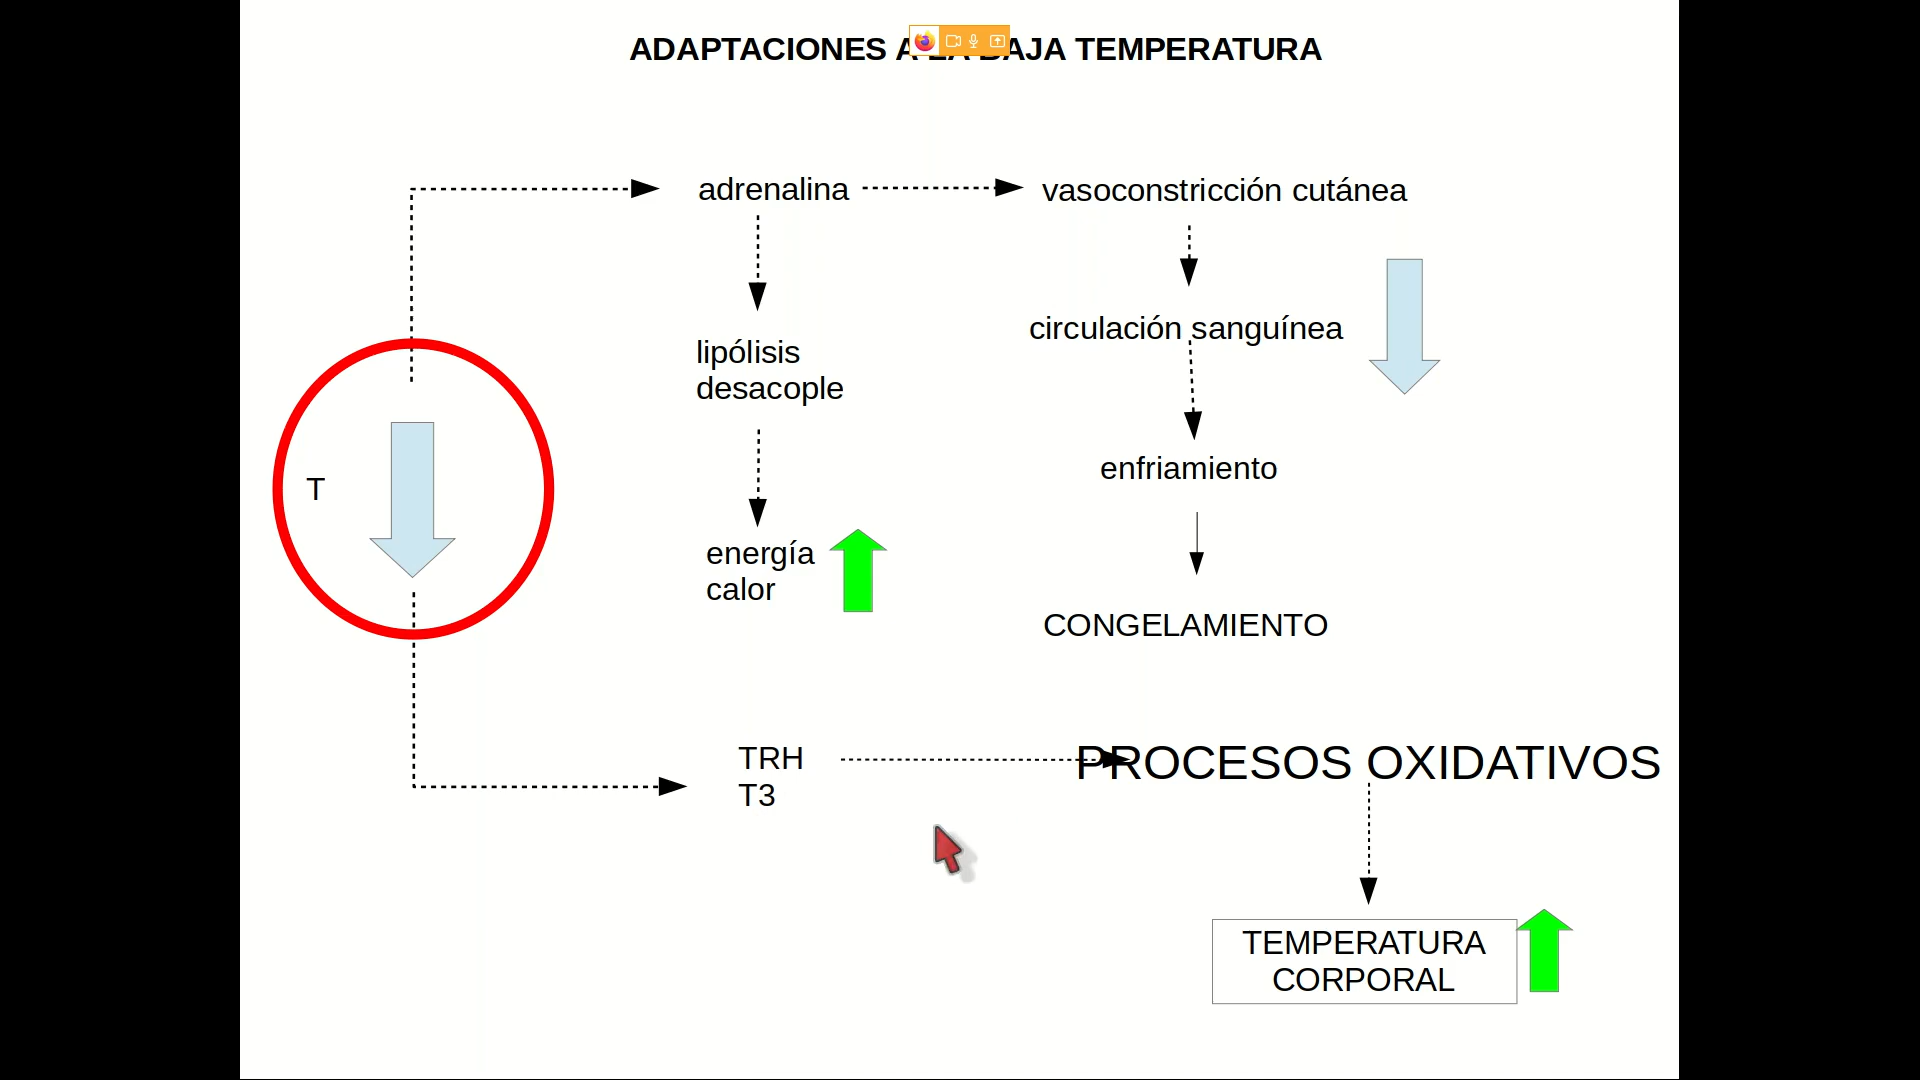 ADAPTACIONES A LA BAJA TEMPERATURA
adrenalina
vasoconstricción cutánea
circulación sanguínea
lipólisis
desacople
enfriamiento
T
energía
calor
CONGELAMIENTO
TRH
T3
PROCESOS OXIDATIVOS
TEMPERATURA
CORPORAL